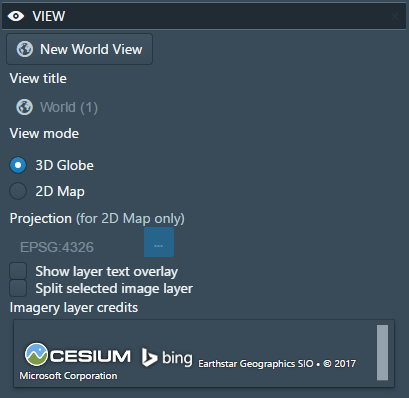 VIEW
New World View
View title
World (1)
View mode
3D Globe
2D Map
Projection (for 2D Map only)
EPSG:4326
...
Show layer text overlay
Split selected image layer
Imagery layer credits
CESIUM bing Earthstar Geographics SIO • © 2017
Microsoft Corporation